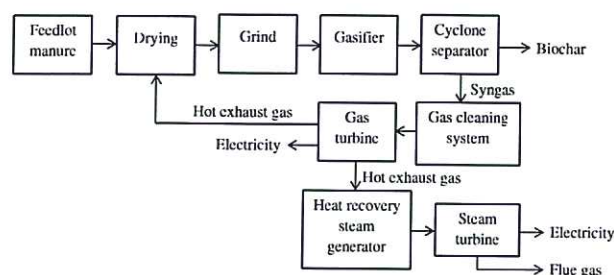 Feedlot
manure
Drying
Grind
Gasifier
Cyclone
separator
Biochar
Syngas
Hot exhaust gas
Gas
turbine
Gas cleaning
system
Electricity
Hot exhaust gas
Heat recovery
steam
generator
Steam
turbine
Electricity
Flue gas